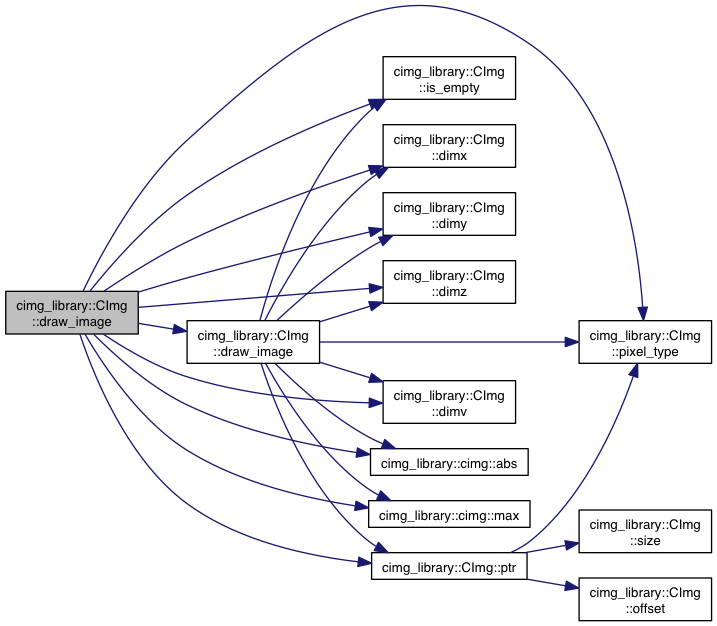 cimg_library::CImg
::draw_image
cimg_library::CImg
::draw_image
cimg_library::CImg
::is_empty
cimg_library::CImg
::dimx
cimg_library::CImg
::dimy
cimg_library::CImg
::dimz
cimg_library::CImg
::dimv
cimg_library::cimg::abs
cimg_library::cimg::max
cimg_library::CImg::ptr
cimg_library::CImg
::pixel_type
cimg_library::CImg
::size
cimg_library::CImg
::offset